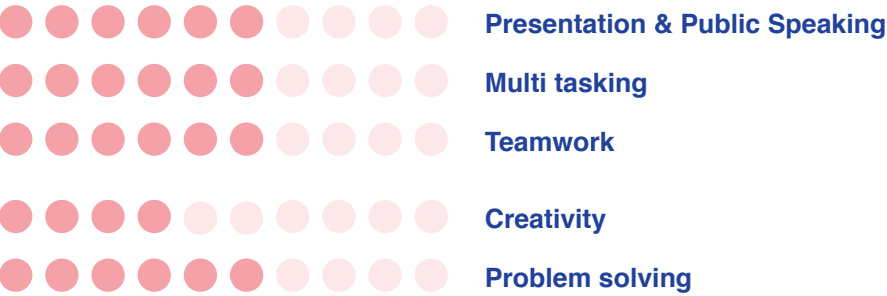 Presentation & Public Speaking
Multi tasking
Teamwork
Creativity
Problem solving